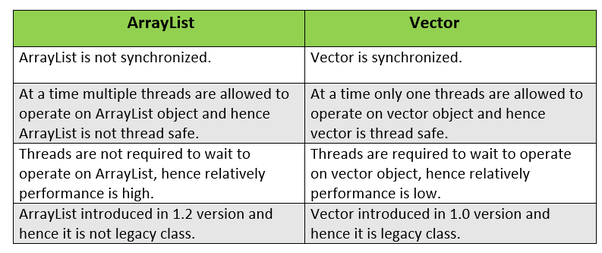 ArrayList
Vector
ArrayList is not synchronized.
Vector is synchronized.
At a time multiple threads are allowed to
operate on ArrayList object and hence
ArrayList is not thread safe.
At a time only one threads are allowed to
operate on vector object and hence
vector is thread safe.
Threads are not required to wait to
operate on ArrayList, hence relatively
performance is high.
Threads are required to wait to operate
on vector object, hence relatively
performance is low.
ArrayList introduced in 1.2 version and
hence it is not legacy class.
Vector introduced in 1.0 version and
hence it is legacy class.